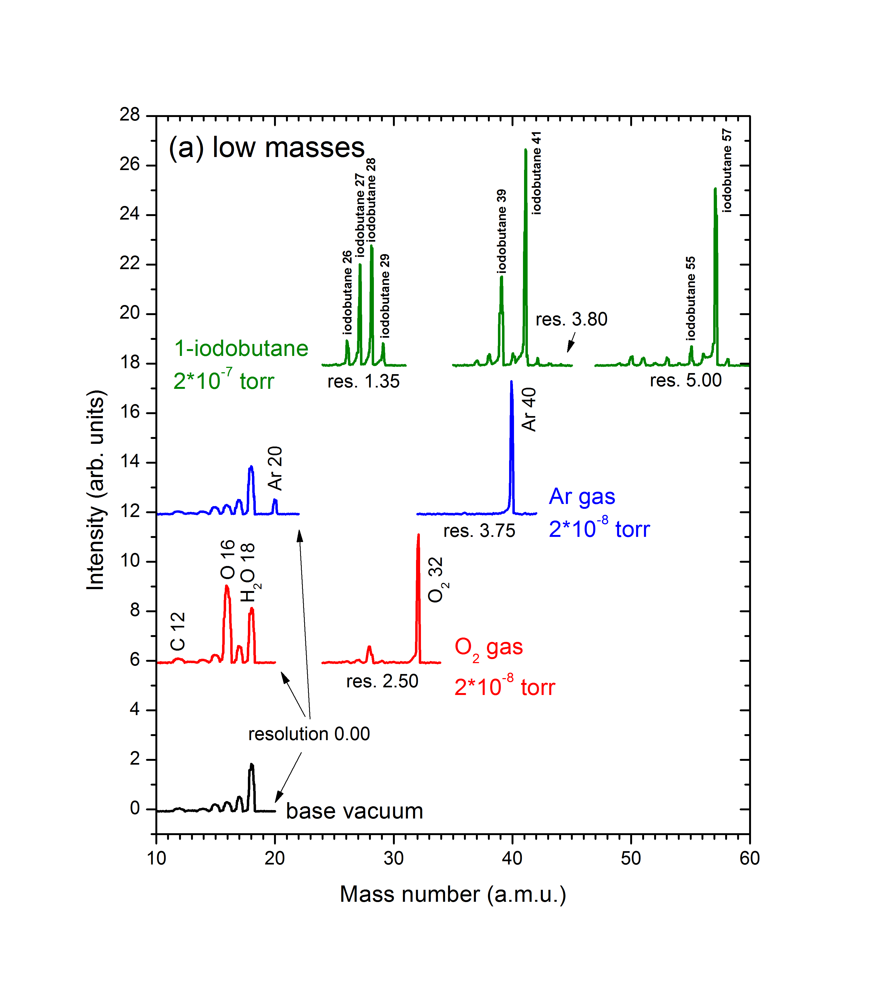 (a) low masses
28
26
24
22
20
18
16
14
12
10
8
6
4
2
0
Intensity (arb. units)
iodobutane 26
iodobutane 27
iodobutane 28
iodobutane 29
iodobutane 39
iodobutane 41
iodobutane 55
iodobutane 57
1-iodobutane
2*10⁻⁷ torr
res. 1.35
res. 3.80
res. 5.00
Ar 20
Ar 40
Ar gas
2*10⁻⁸ torr
res. 3.75
C 12
O 16
H₂O 18
O₂ 32
O₂ gas
2*10⁻⁸ torr
res. 2.50
resolution 0.00
base vacuum
10
20
30
40
50
60
Mass number (a.m.u.)